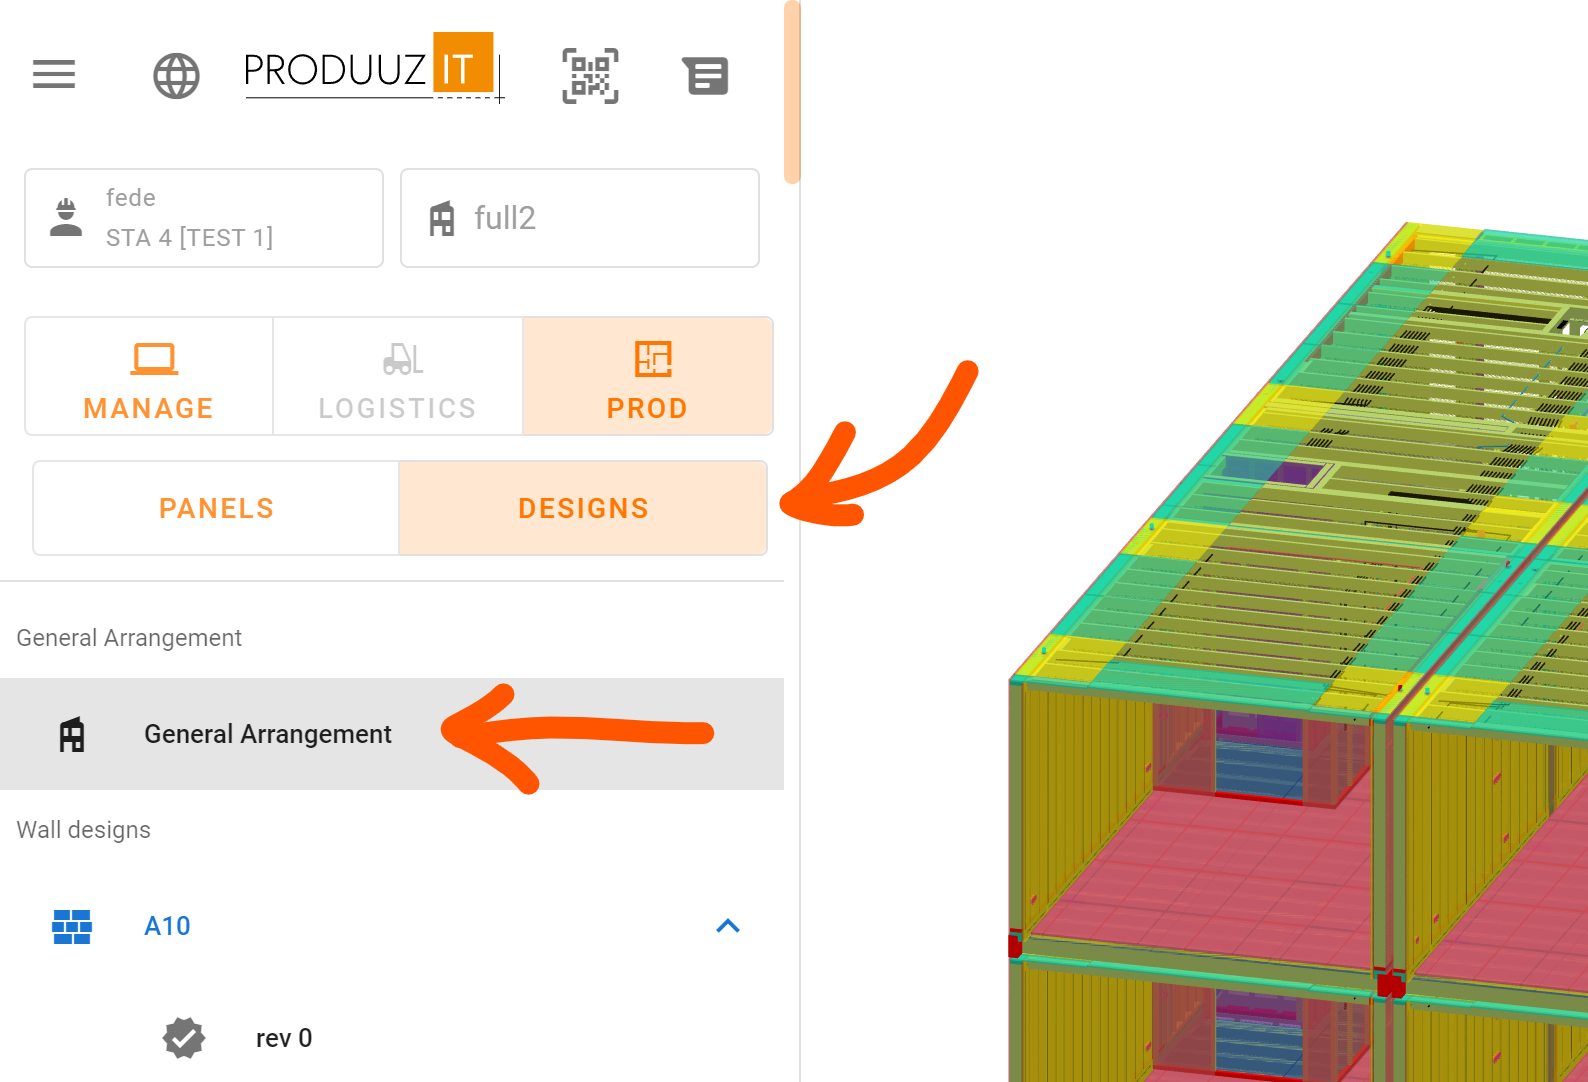 PRODUUZ IT
fede
STA 4 [TEST 1]
full2
MANAGE
LOGISTICS
PROD
PANELS
DESIGNS
General Arrangement
General Arrangement
Wall designs
A10
rev 0